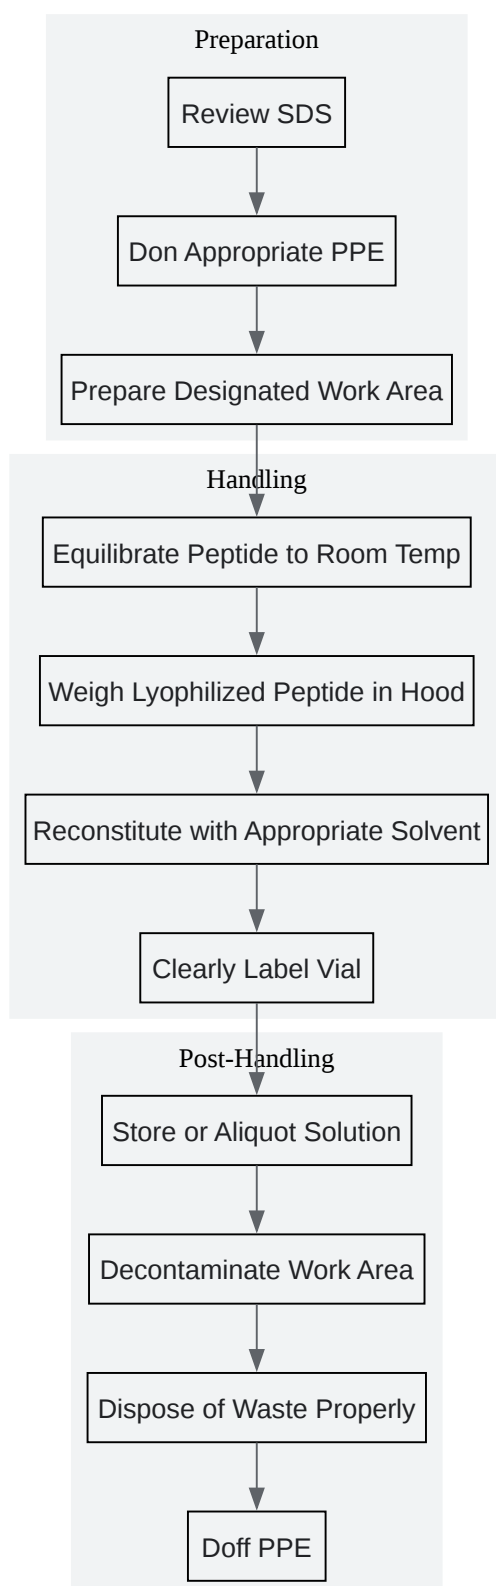 Preparation
Review SDS
Don Appropriate PPE
Prepare Designated Work Area
Handling
Equilibrate Peptide to Room Temp
Weigh Lyophilized Peptide in Hood
Reconstitute with Appropriate Solvent
Clearly Label Vial
Post-Handling
Store or Aliquot Solution
Decontaminate Work Area
Dispose of Waste Properly
Doff PPE